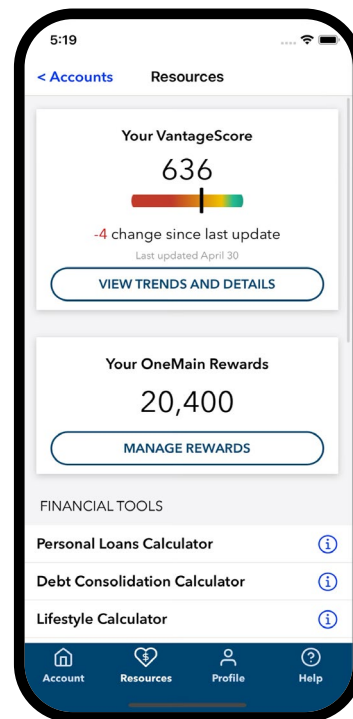 5:19
< Accounts Resources
Your VantageScore
636
-4 change since last update
Last updated April 30
VIEW TRENDS AND DETAILS
Your OneMain Rewards
20,400
MANAGE REWARDS
FINANCIAL TOOLS
Personal Loans Calculator
Debt Consolidation Calculator
Lifestyle Calculator
Account Resources Profile Help